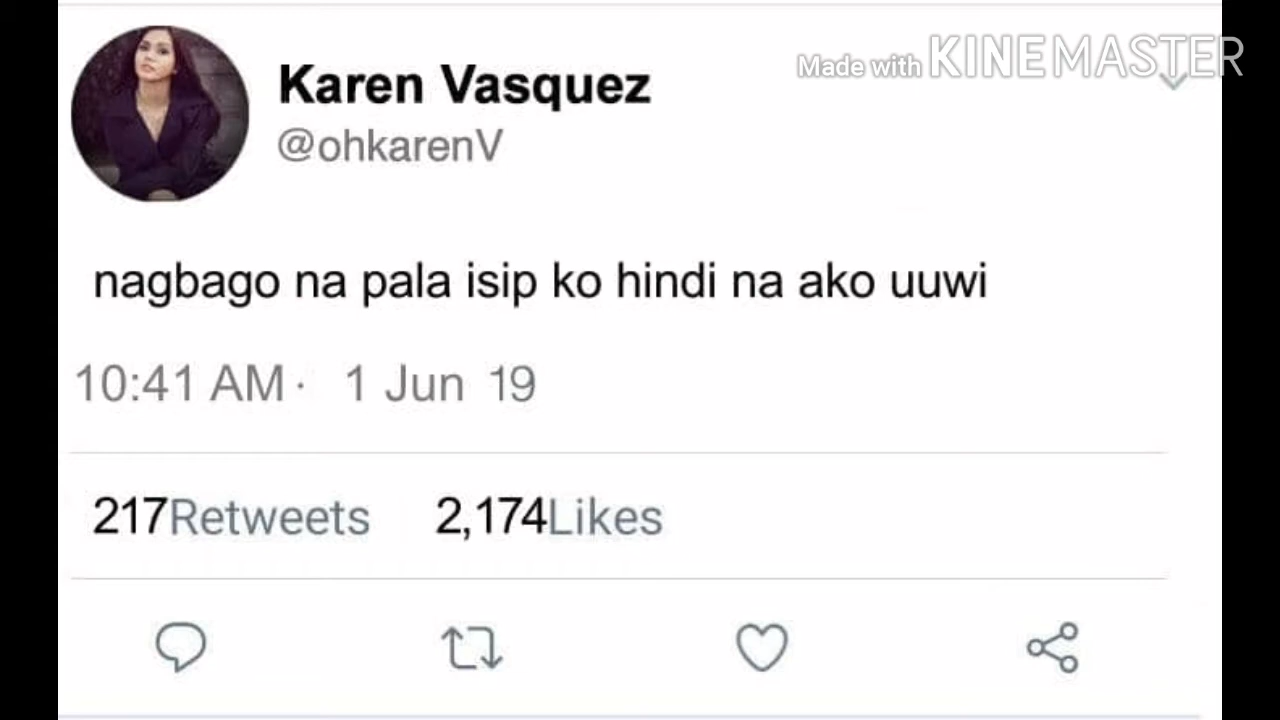 Made with KINEMASTER
Karen Vasquez
@ohkarenV
nagbago na pala isip ko hindi na ako uuwi
10:41 AM · 1 Jun 19
217Retweets 2,174Likes